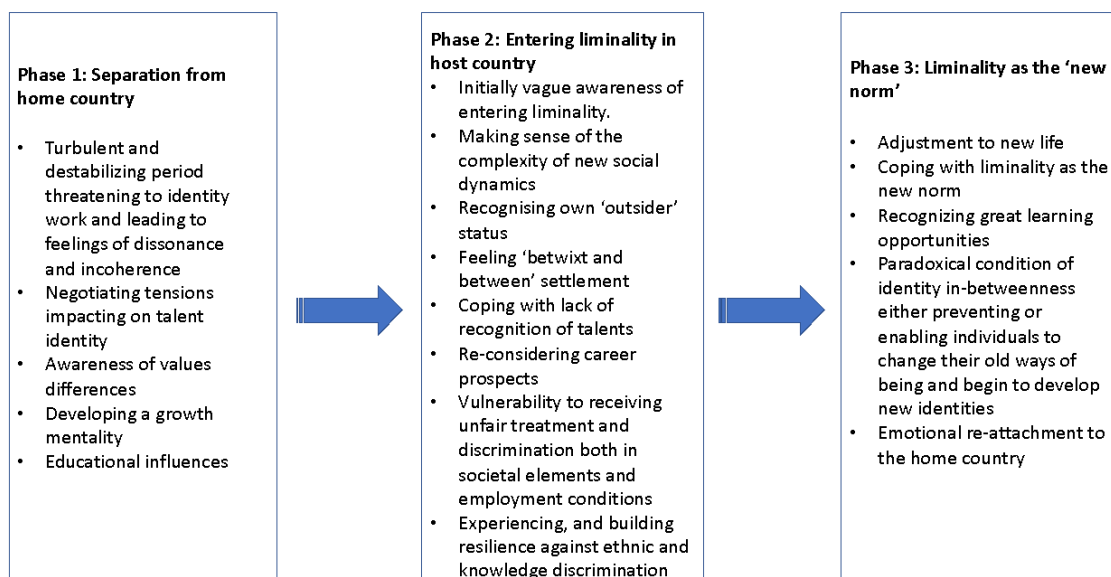 Phase 1: Separation from
home country
• Turbulent and
destabilizing period
threatening to identity
work and leading to
feelings of dissonance
and incoherence
• Negotiating tensions
impacting on talent
identity
• Awareness of values
differences
• Developing a growth
mentality
• Educational influences
Phase 2: Entering liminality in
host country
• Initially vague awareness of
entering liminality.
• Making sense of the
complexity of new social
dynamics
• Recognising own ‘outsider’
status
• Feeling ‘betwixt and
between’ settlement
• Coping with lack of
recognition of talents
• Re-considering career
prospects
• Vulnerability to receiving
unfair treatment and
discrimination both in
societal elements and
employment conditions
• Experiencing, and building
resilience against ethnic and
knowledge discrimination
Phase 3: Liminality as the ‘new
norm’
• Adjustment to new life
• Coping with liminality as the
new norm
• Recognizing great learning
opportunities
• Paradoxical condition of
identity in-betweenness
either preventing or
enabling individuals to
change their old ways of
being and begin to develop
new identities
• Emotional re-attachment to
the home country